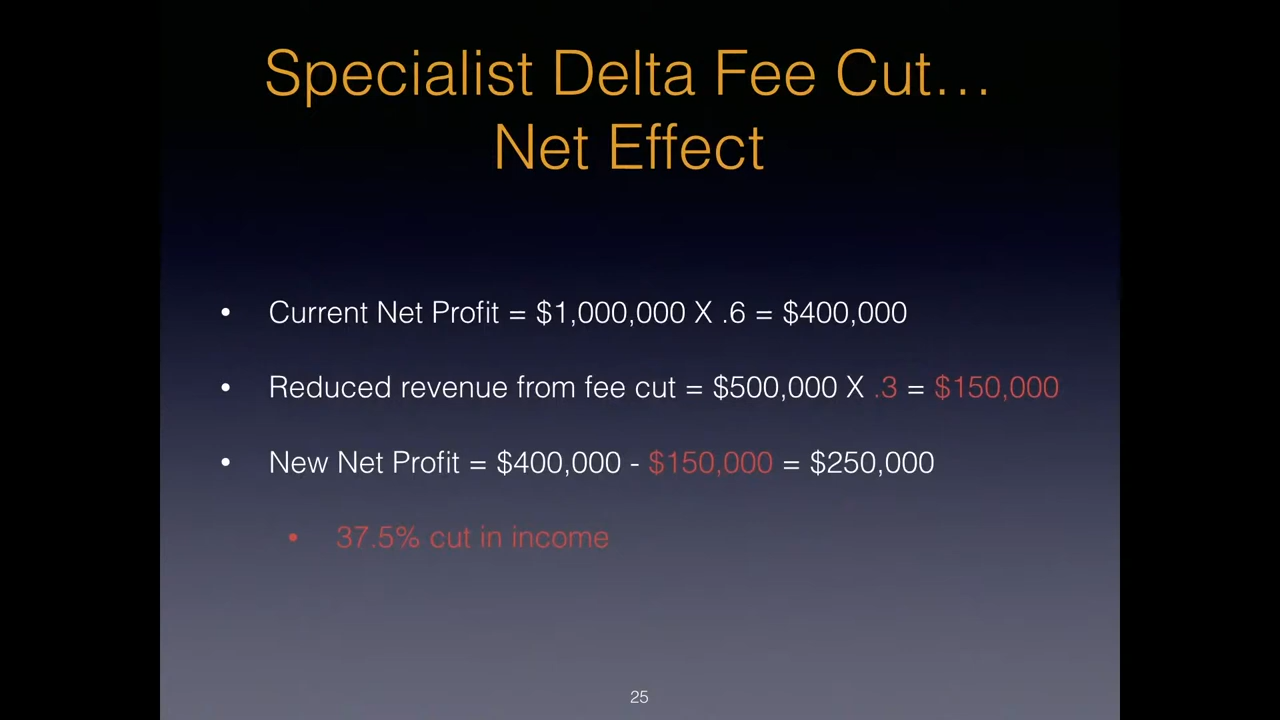 Specialist Delta Fee Cut…
Net Effect
• Current Net Profit = $1,000,000 X .6 = $400,000
• Reduced revenue from fee cut = $500,000 X .3 = $150,000
• New Net Profit = $400,000 - $150,000 = $250,000
• 37.5% cut in income
25